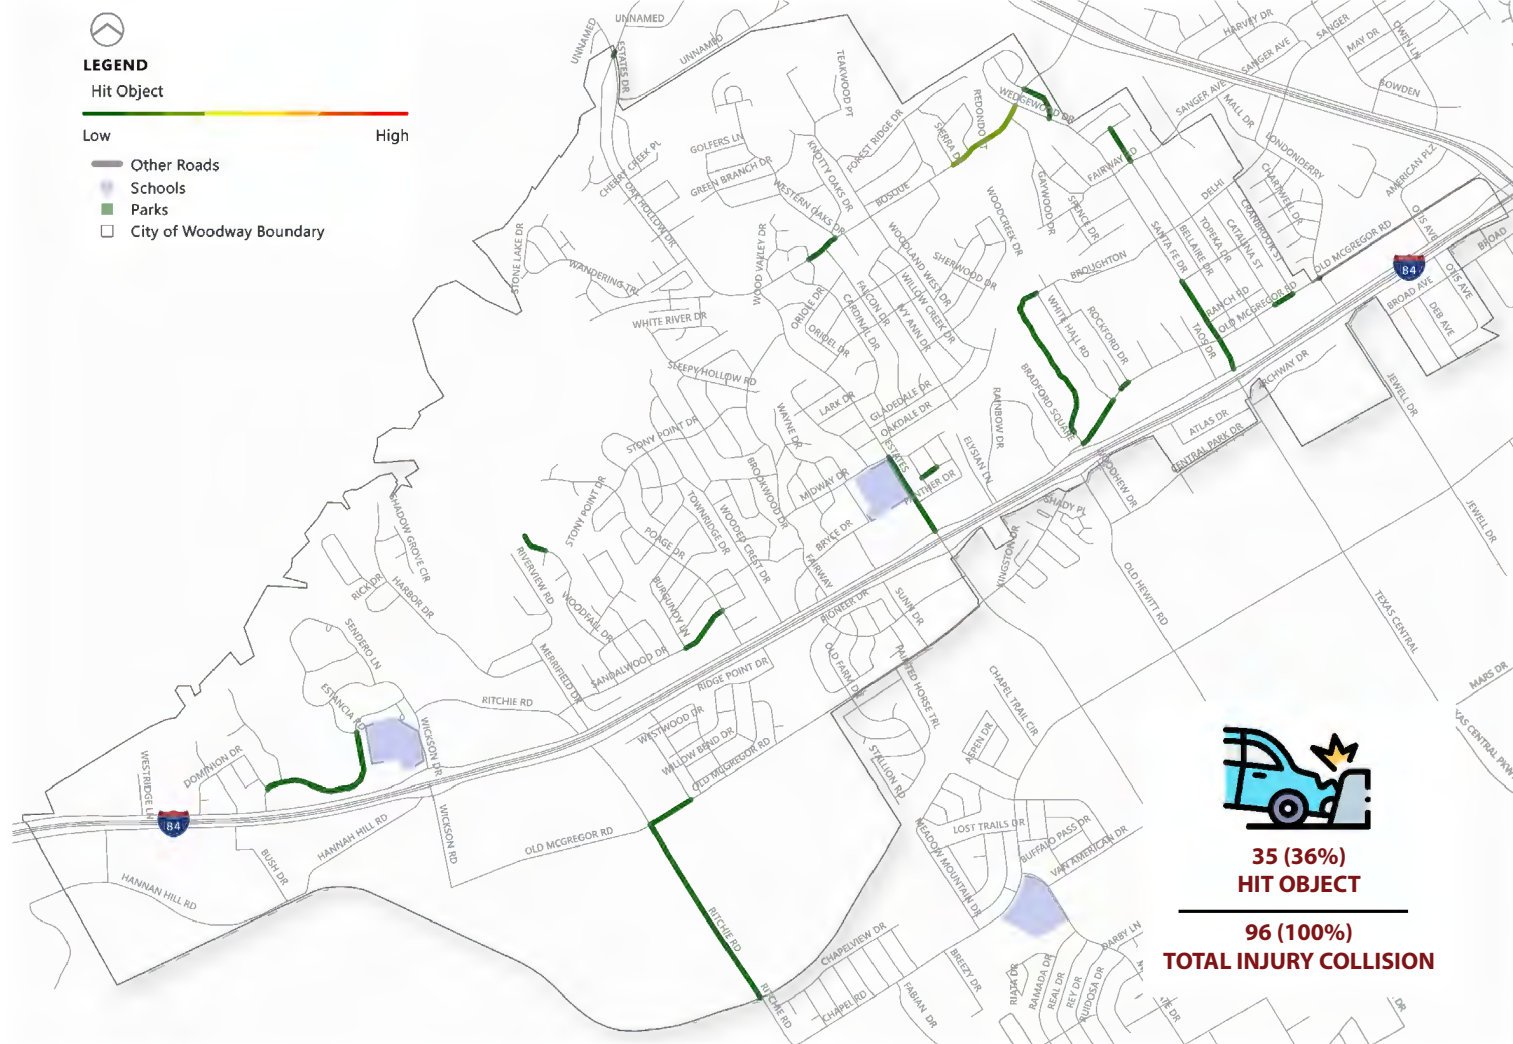 LEGEND
Hit Object
Low
High
Other Roads
Schools
Parks
City of Woodway Boundary
UNNAMED
UNNAMED
UNNAMED
ESTATES DR
TEAKWOOD PT
HARVEY DR
SANGER
MAY DR
OWEN LN
SANGER AVE
BOWDEN
SANGER AVE
MALL DR
WEDGEWOOD DR
REDONDO
SIERRA D
FOREST RIDGE DR
GOLFERS LN
KNOTTY OAKS DR
CHERRY CREEK PL
GREEN BRANCH DR
OAK HOLLOW DR
WESTERN OAKS DR
BOSQUE
GAYWOOD DR
SPENCE DR
FAIRWAY RD
LONDONDERRY
AMERICAN PLZ
CHARTWELL DR
DELHI
CRANBROOK ST
CATALINA ST
TOPEKA DR
BELLAIRE DR
SANTA FE DR
OTIS AVE
BROAD
OTIS AVE
OLD MCGREGOR RD
84
BROAD AVE
DEB AVE
STONE LAKE DR
WOOD VALLEY DR
WANDERING TRL
WHITE RIVER DR
WOODCREEK DR
WOODLAND WEST DR
SHERWOOD DR
WILLOW CREEK DR
IVY ANN DR
FALCON DR
CARDINAL DR
ORIOLE DR
ORIOEL DR
BROUGHTON
WHITE HALL RD
ROCKFORD DR
RANCH RD
OLD MCGREGOR RD
TAOS DR
BRADFORD SQUARE
ARCHWAY DR
JEWELL DR
ATLAS DR
CENTRAL PARK DR
SLEEPY HOLLOW RD
LARK DR
GLADEDALE DR
OAKDALE DR
RAINBOW DR
WAYNE DR
STONY POINT DR
ESTATES
ELYSIAN LN
PANTHER DR
MIDWAY DR
BROOKWOOD DR
BRYCE DR
FAIRWAY
TOWNRIDGE DR
WOODED CREST DR
STONY POINT DR
POAGE DR
BURGUNDY LN
SHADOW GROVE CIR
RICK DR
HARBOR DR
RIVERVIEW RD
WOODFALL DR
SANDALWOOD DR
MERRIFIELD DR
SENDERO LN
ESTANCIA RD
RITCHIE RD
WICKSON DR
SHADY PL
KINGSTON DR
OLD HEWITT RD
JEWELL DR
TEXAS CENTRAL
MARS DR
PIONEER DR
SUNN DR
OLD FARM DR
PAINTED HORSE TRL
CHAPEL TRAIL CIR
RIDGE POINT DR
WESTWOOD DR
WILLOW BEND DR
OLD MCGREGOR RD
STALLION RD
ASPEN DR
WESTRIDGE LN
DOMINION DR
84
HANNAH HILL RD
BUSH DR
HANNAN HILL RD
WICKSON RD
OLD MCGREGOR RD
LOST TRAILS DR
BUFFALO PASS DR
VAN AMERICAN DR
MEADOW MOUNTAIN DR
RITCHIE RD
RITCHIE RD
CHAPELVIEW DR
CHAPEL RD
FABIAN DR
BREEZY DR
RIATA DR
RAMADA DR
REAL DR
REY DR
RUIDOSA DR
DARBY LN
35 (36%)
HIT OBJECT
96 (100%)
TOTAL INJURY COLLISION